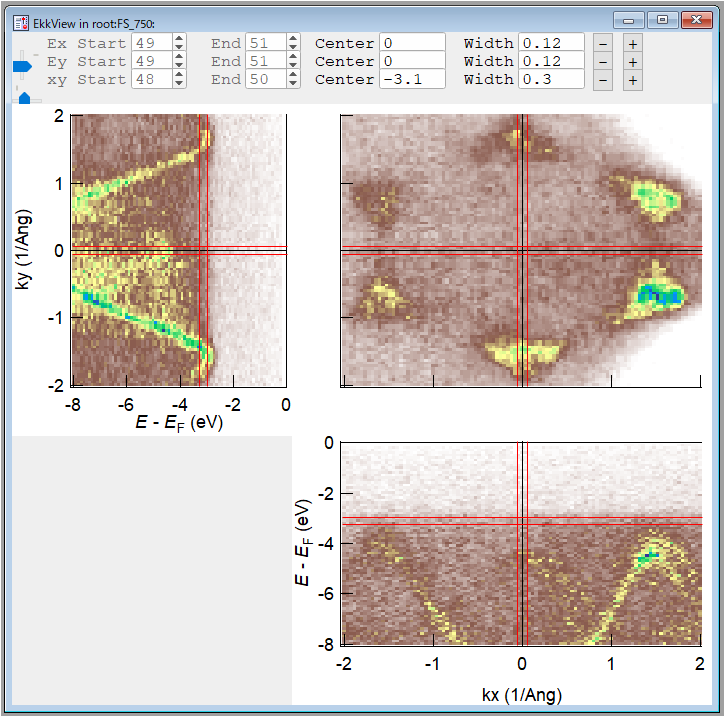 EkkView in root:FS_750:
Ex Start 49 End 51 Center 0 Width 0.12 - +
Ey Start 49 End 51 Center 0 Width 0.12 - +
xy Start 48 End 50 Center -3.1 Width 0.3 - +
2
1
0
-1
-2
ky (1/Ang)
-8 -6 -4 -2 0
E - EF (eV)
0
-2
-4
-6
-8
E - EF (eV)
-2 -1 0 1 2
kx (1/Ang)